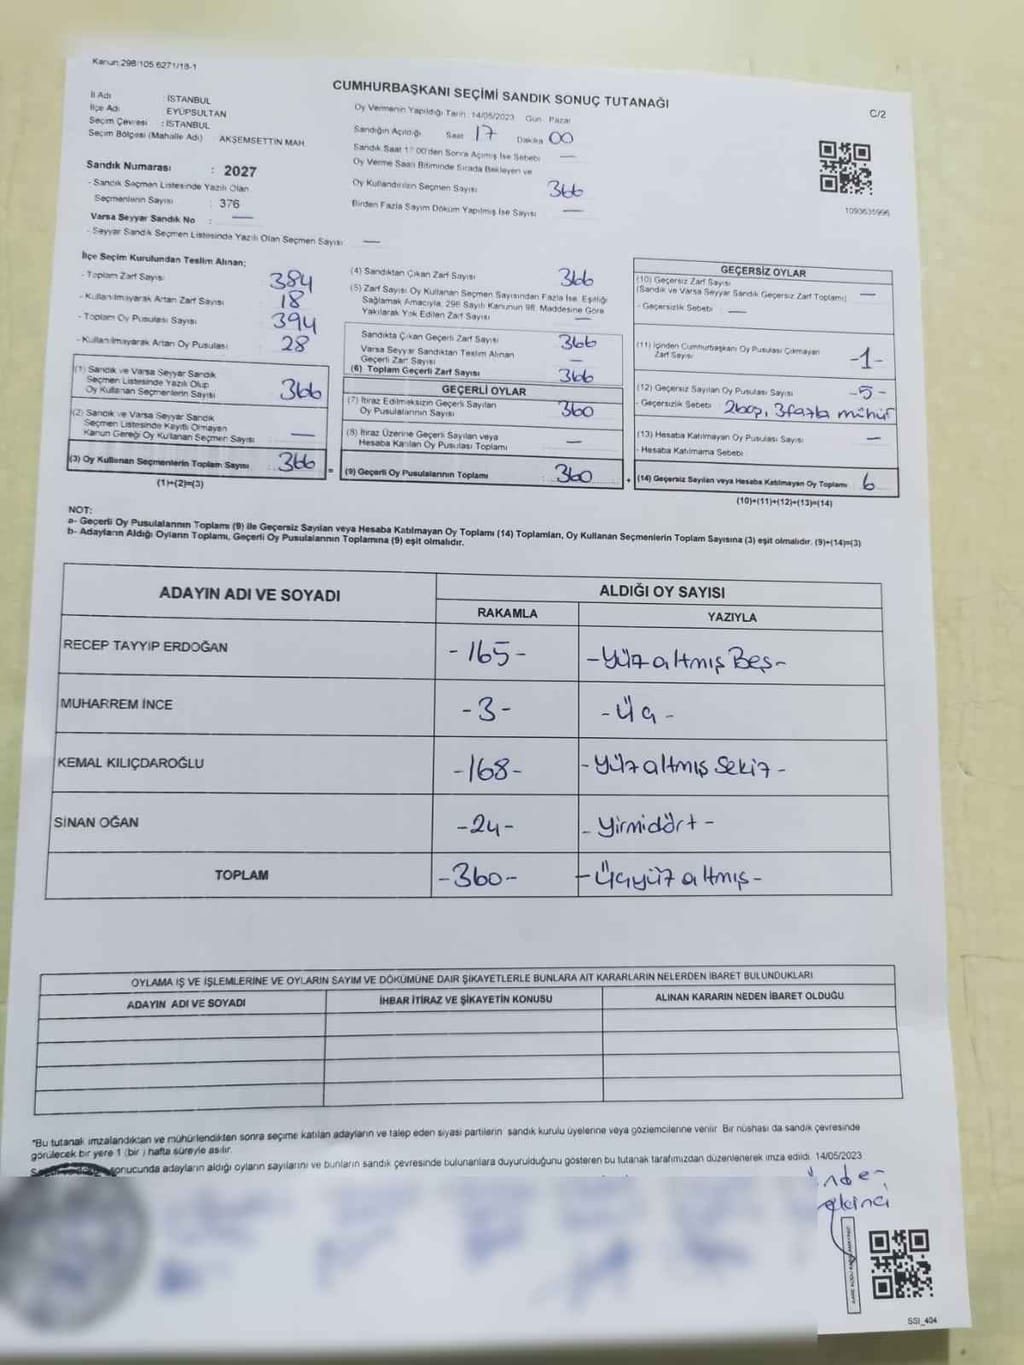 Kanun:298/105 6271/18-1
CUMHURBAŞKANI SEÇİMİ SANDIK SONUÇ TUTANAĞI
C/2
İl Adı : İSTANBUL
İlçe Adı : EYÜPSULTAN
Seçim Çevresi : İSTANBUL
Seçim Bölgesi (Mahalle Adı) AKŞEMSETTİN MAH
Sandık Numarası : 2027
- Sandık Seçmen Listesinde Yazılı Olan
Seçmenlerin Sayısı : 376
Varsa Seyyar Sandık No : —
- Seyyar Sandık Seçmen Listesinde Yazılı Olan Seçmen Sayısı —
Oy Vermenin Yapıldığı Tarih: 14/05/2023 Gün: Pazar
Sandığın Açıldığı Saat 17 Dakika 00
Sandık Saat 17:00'den Sonra Açılmış İse Sebebi —
Oy Verme Saati Bitiminde Sırada Bekleyen ve
Oy Kullandırılan Seçmen Sayısı 366
Birden Fazla Sayım Döküm Yapılmış İse Sayısı —
1090635996
İlçe Seçim Kurulundan Teslim Alınan;
- Toplam Zarf Sayısı 384
- Kullanılmayarak Artan Zarf Sayısı 18
- Toplam Oy Pusulası Sayısı 394
- Kullanılmayarak Artan Oy Pusulası 28
(1) Sandık ve Varsa Seyyar Sandık
Seçmen Listesinde Yazılı Olup
Oy Kullanan Seçmenlerin Sayısı 366
(2) Sandık ve Varsa Seyyar Sandık
Seçmen Listesinde Kayıtlı Olmayan
Kanun Gereği Oy Kullanan Seçmen Sayısı —
(3) Oy Kullanan Seçmenlerin Toplam Sayısı 366
(1)+(2)=(3)
(4) Sandıktan Çıkan Zarf Sayısı 366
(5) Zarf Sayısı Oy Kullanan Seçmen Sayısından Fazla İse, Eşitliği
Sağlamak Amacıyla, 298 Sayılı Kanunun 98. Maddesine Göre
Yakılarak Yok Edilen Zarf Sayısı —
Sandıkta Çıkan Geçerli Zarf Sayısı 366
Varsa Seyyar Sandıktan Teslim Alınan
Geçerli Zarf Sayısı —
(6) Toplam Geçerli Zarf Sayısı 366
GEÇERLİ OYLAR
(7) İtiraz Edilmeksizin Geçerli Sayılan
Oy Pusulalarının Sayısı 360
(8) İtiraz Üzerine Geçerli Sayılan veya
Hesaba Katılan Oy Pusulası Toplamı —
= (9) Geçerli Oy Pusulalarının Toplamı 360
GEÇERSİZ OYLAR
(10) Geçersiz Zarf Sayısı
(Sandık ve Varsa Seyyar Sandık Geçersiz Zarf Toplamı) —
- Geçersizlik Sebebi —
(11) İçinden Cumhurbaşkanı Oy Pusulası Çıkmayan
Zarf Sayısı -1-
(12) Geçersiz Sayılan Oy Pusulası Sayısı -5-
- Geçersizlik Sebebi 2boş, 3fazla mühür
(13) Hesaba Katılmayan Oy Pusulası Sayısı —
- Hesaba Katılmama Sebebi
+ (14) Geçersiz Sayılan veya Hesaba Katılmayan Oy Toplamı 6
(10)+(11)+(12)+(13)=(14)
NOT:
a- Geçerli Oy Pusulalarının Toplamı (9) ile Geçersiz Sayılan veya Hesaba Katılmayan Oy Toplamı (14) Toplamları, Oy Kullanan Seçmenlerin Toplam Sayısına (3) eşit olmalıdır. (9)+(14)=(3)
b- Adayların Aldığı Oyların Toplamı, Geçerli Oy Pusulalarının Toplamına (9) eşit olmalıdır.
ADAYIN ADI VE SOYADI
ALDIĞI OY SAYISI
RAKAMLA YAZIYLA
RECEP TAYYİP ERDOĞAN -165- -Yüz altmış Beş-
MUHARREM İNCE -3- -Üç-
KEMAL KILIÇDAROĞLU -168- -Yüz altmış Sekiz-
SİNAN OĞAN -24- -Yirmidört-
TOPLAM -360- -Üçyüz altmış-
OYLAMA İŞ VE İŞLEMLERİNE VE OYLARIN SAYIM VE DÖKÜMÜNE DAİR ŞİKAYETLERLE BUNLARA AİT KARARLARIN NELERDEN İBARET BULUNDUKLARI
ADAYIN ADI VE SOYADI İHBAR İTİRAZ VE ŞİKAYETİN KONUSU ALINAN KARARIN NEDEN İBARET OLDUĞU
*Bu tutanak imzalandıktan ve mühürlendikten sonra seçime katılan adayların ve talep eden siyasi partilerin sandık kurulu üyelerine veya gözlemcilerine verilir. Bir nüshası da sandık çevresinde
görülecek bir yere 1 (bir ) hafta süreyle asılır.
sonucunda adayların aldığı oyların sayılarını ve bunların sandık çevresinde bulunanlara duyurulduğunu gösteren bu tutanak tarafımızdan düzenlenerek imza edildi. 14/05/2023
SSI_404